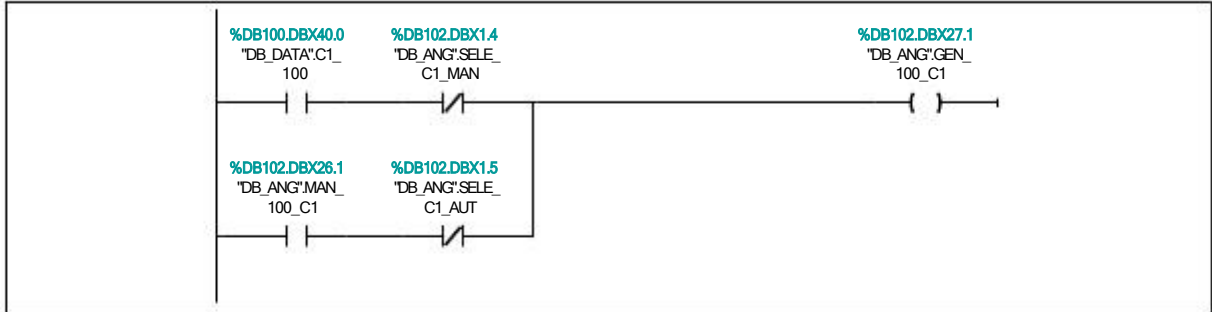 %DB100.DBX40.0
"DB_DATA".C1_
100
%DB102.DBX1.4
"DB_ANG".SELE_
C1_MAN
%DB102.DBX27.1
"DB_ANG".GEN_
100_C1
%DB102.DBX26.1
"DB_ANG".MAN_
100_C1
%DB102.DBX1.5
"DB_ANG".SELE_
C1_AUT